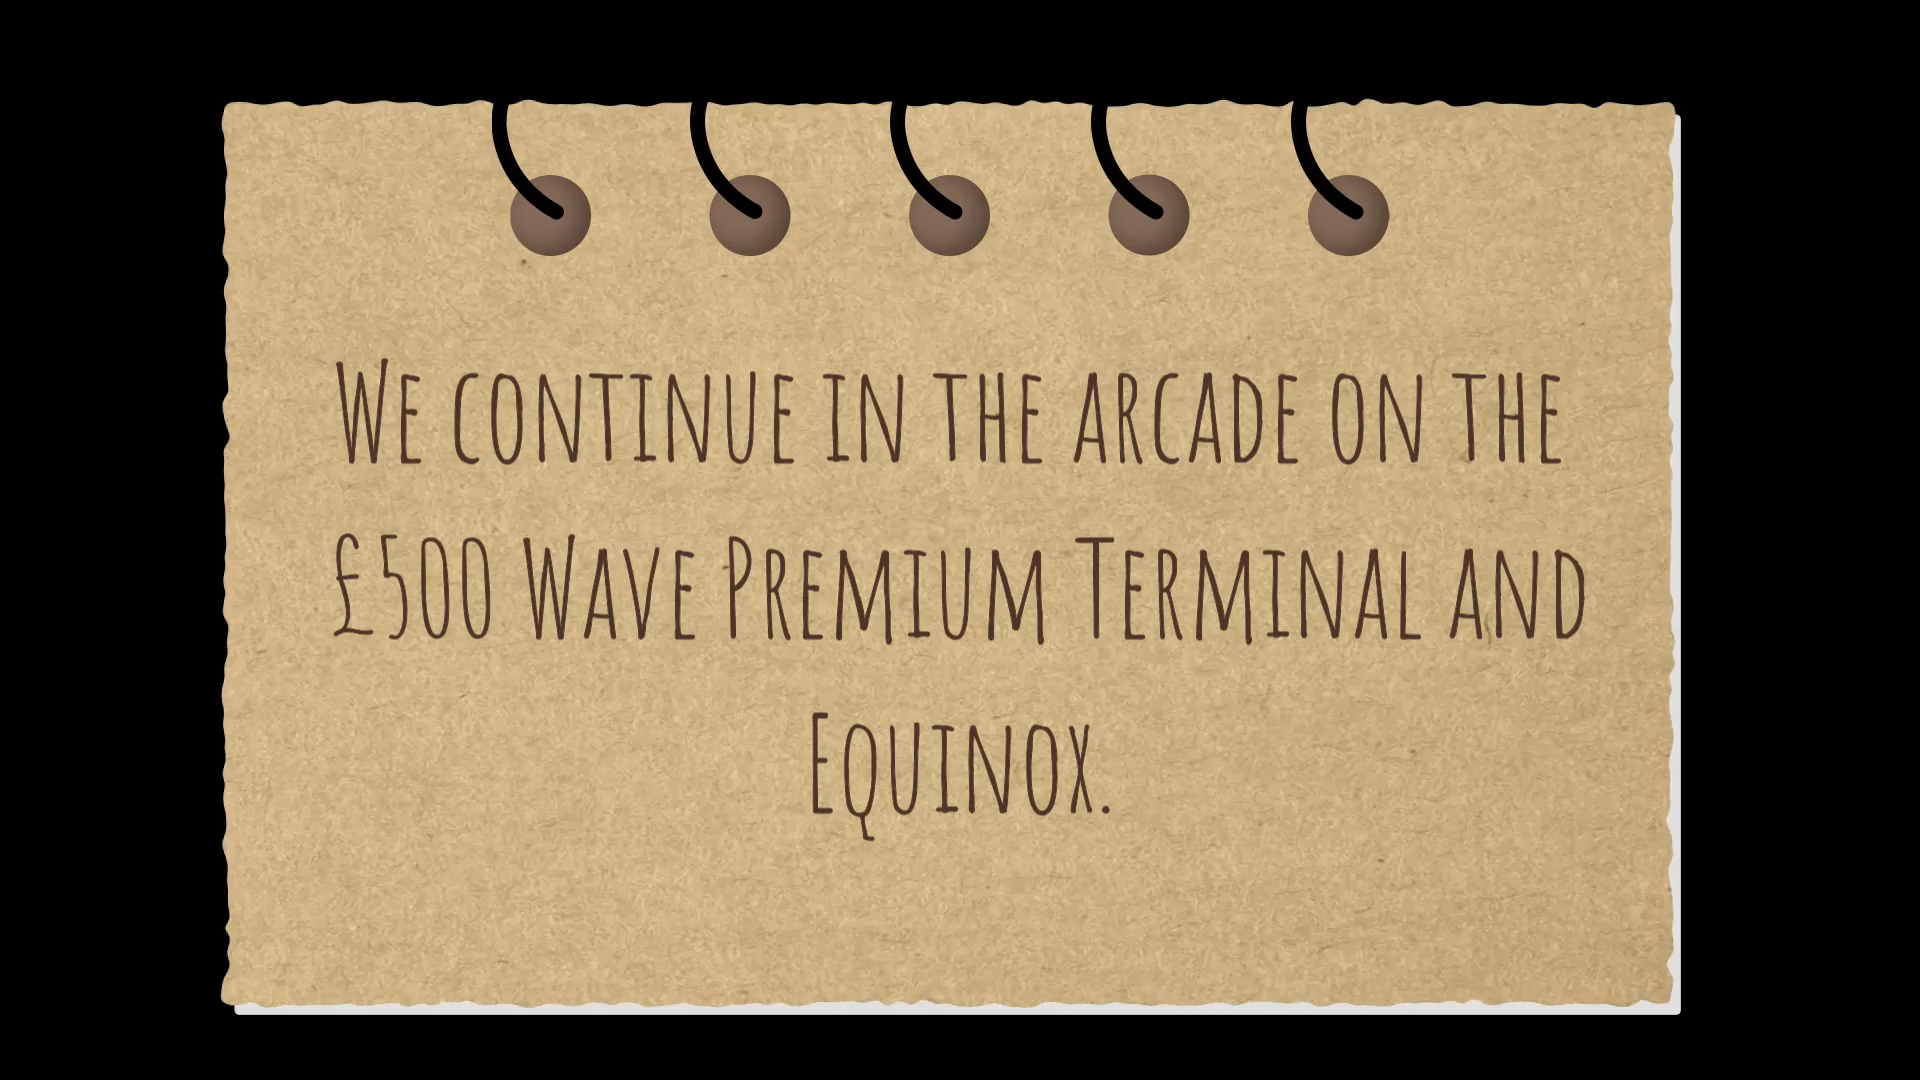 We continue in the arcade on the
£500 Wave Premium Terminal and
Equinox.